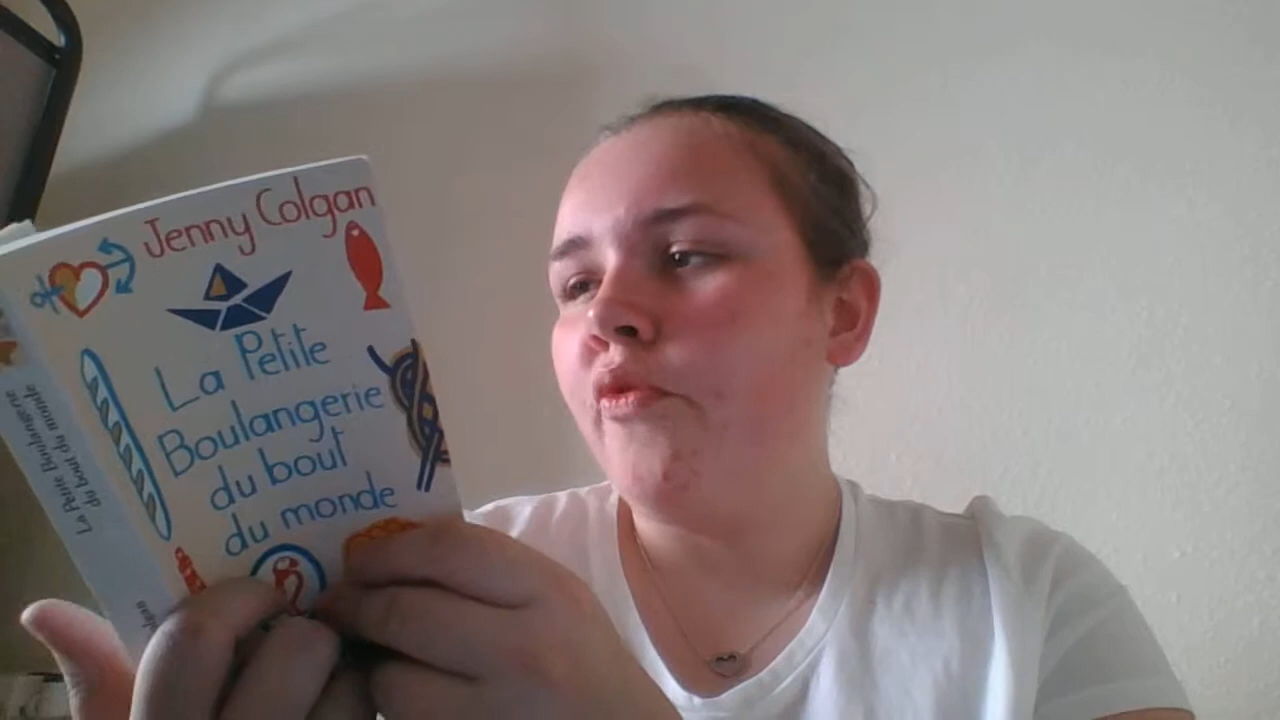 Jenny Colgan
La Petite
Boulangerie
du bout
du monde
La Petite Boulangerie
du bout du monde